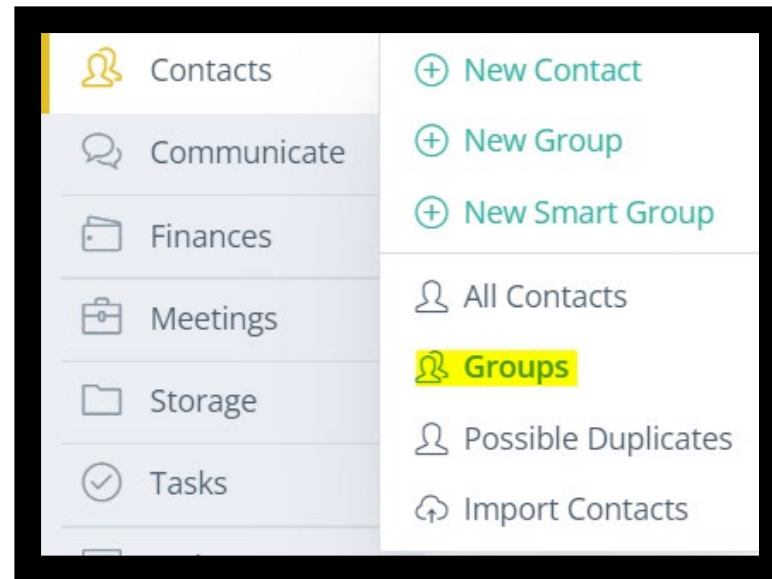 Contacts
Communicate
Finances
Meetings
Storage
Tasks
New Contact
New Group
New Smart Group
All Contacts
Groups
Possible Duplicates
Import Contacts